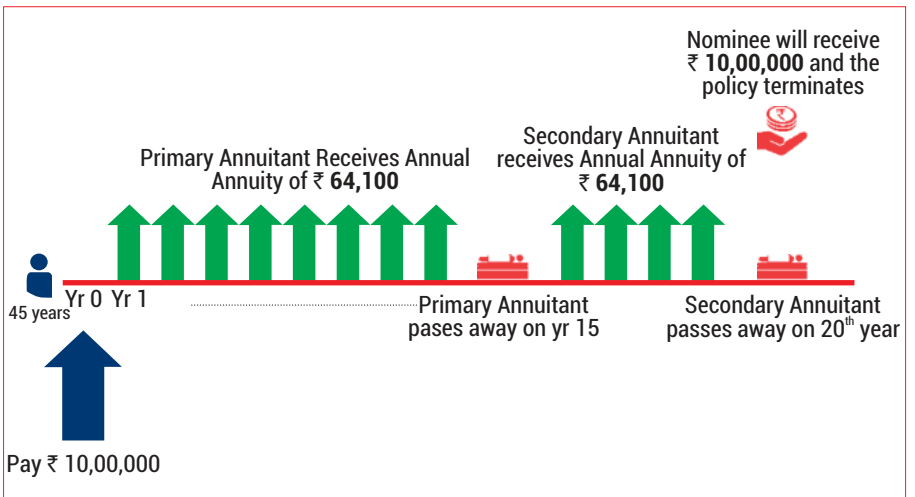 Nominee will receive
₹ 10,00,000 and the
policy terminates
Primary Annuitant Receives Annual
Annuity of ₹ 64,100
Secondary Annuitant
receives Annual Annuity of
₹ 64,100
45 years
Yr 0 Yr 1
Primary Annuitant
pases away on yr 15
Secondary Annuitant
passes away on 20th year
Pay ₹ 10,00,000